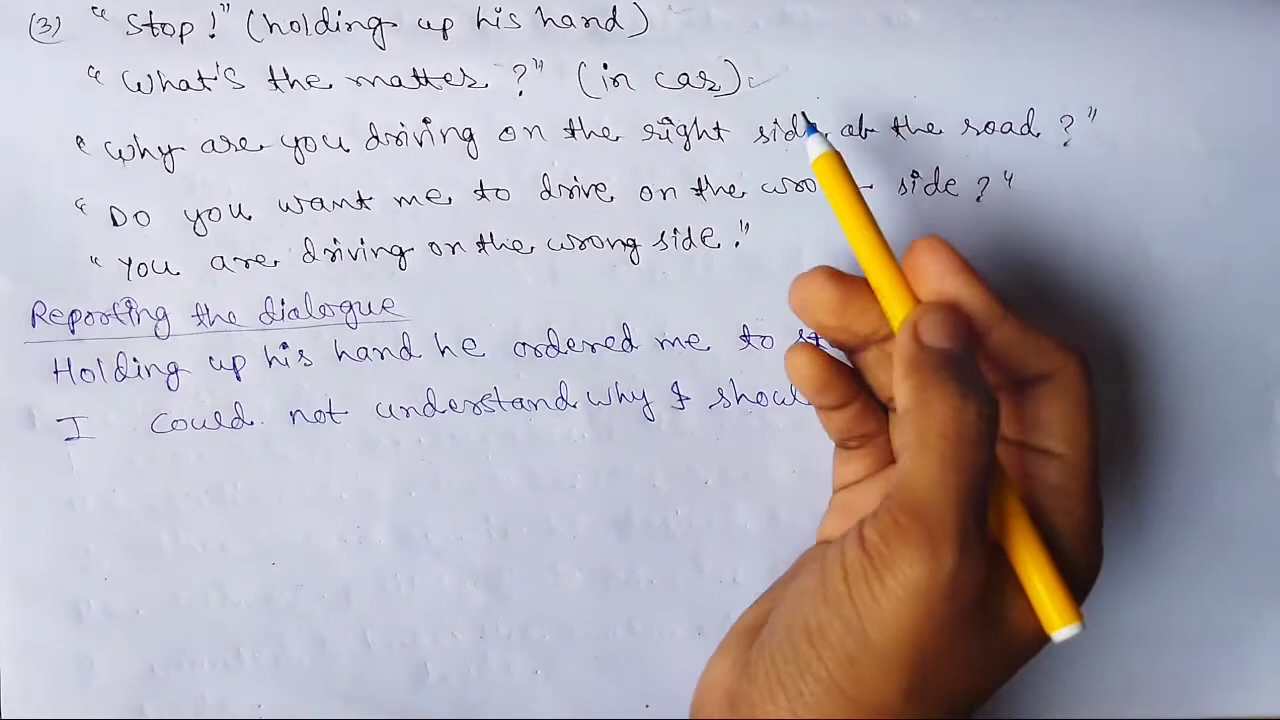 (3) "Stop!" (holding up his hand)
"What's the matter?" (in car)
"Why are you driving on the right side of the road?"
"Do you want me to drive on the side?"
"You are driving on the wrong side."
Reporting the dialogue
Holding up his hand he ordered me to
I could not understand why I